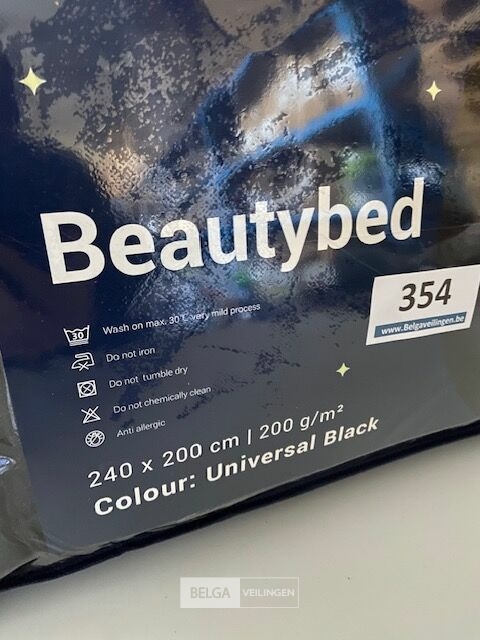 Beautybed
354
www.Belgaveilingen.be
30
Wash on max. 30°C very mild process
Do not iron
Do not tumble dry
Do not chemically clean
Anti allergic
240 x 200 cm | 200 g/m²
Colour: Universal Black
BELGA VEILINGEN